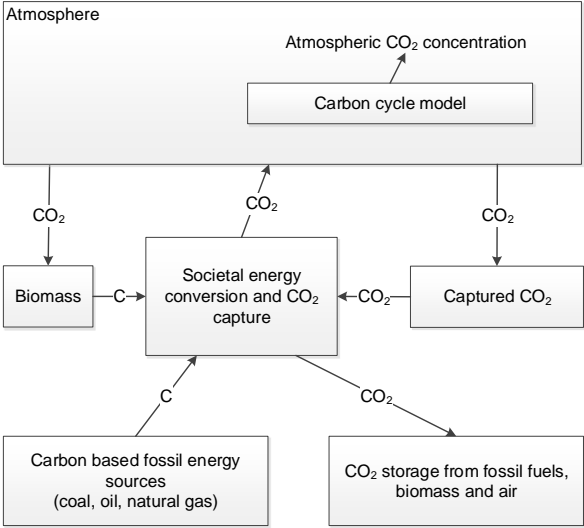 Atmosphere
Atmospheric CO₂ concentration
Carbon cycle model
CO₂
CO₂
CO₂
Biomass
C
Societal energy
conversion and CO₂
capture
CO₂
Captured CO₂
C
CO₂
Carbon based fossil energy
sources
(coal, oil, natural gas)
CO₂ storage from fossil fuels,
biomass and air